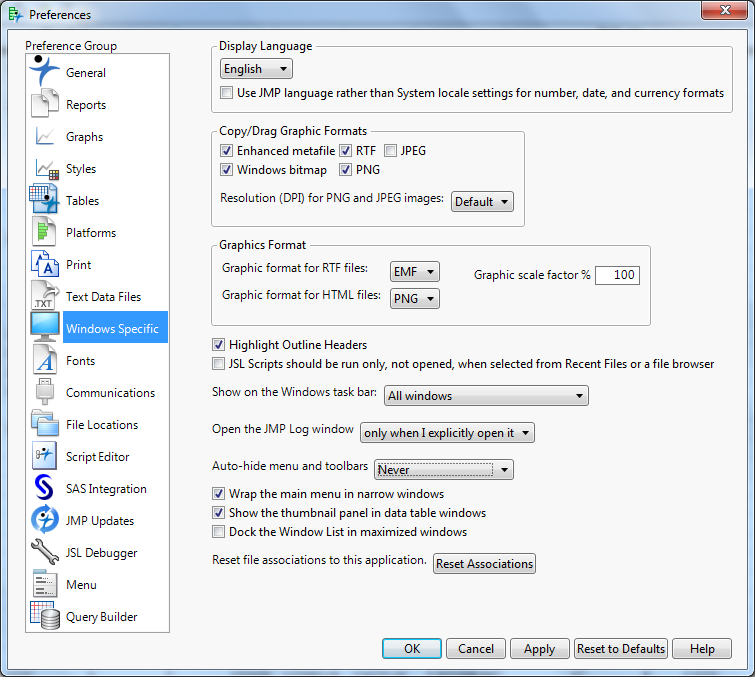 Preferences
Preference Group
General
Reports
Graphs
Styles
Tables
Platforms
Print
.TXT
Text Data Files
Windows Specific
Fonts
Communications
File Locations
Script Editor
SAS Integration
JMP Updates
JSL Debugger
Menu
Query Builder
Display Language
English
Use JMP language rather than System locale settings for number, date, and currency formats
Copy/Drag Graphic Formats
Enhanced metafile RTF JPEG
Windows bitmap PNG
Resolution (DPI) for PNG and JPEG images: Default
Graphics Format
Graphic format for RTF files: EMF Graphic scale factor % 100
Graphic format for HTML files: PNG
Highlight Outline Headers
JSL Scripts should be run only, not opened, when selected from Recent Files or a file browser
Show on the Windows task bar: All windows
Open the JMP Log window only when I explicitly open it
Auto-hide menu and toolbars Never
Wrap the main menu in narrow windows
Show the thumbnail panel in data table windows
Dock the Window List in maximized windows
Reset file associations to this application. Reset Associations
OK Cancel Apply Reset to Defaults Help